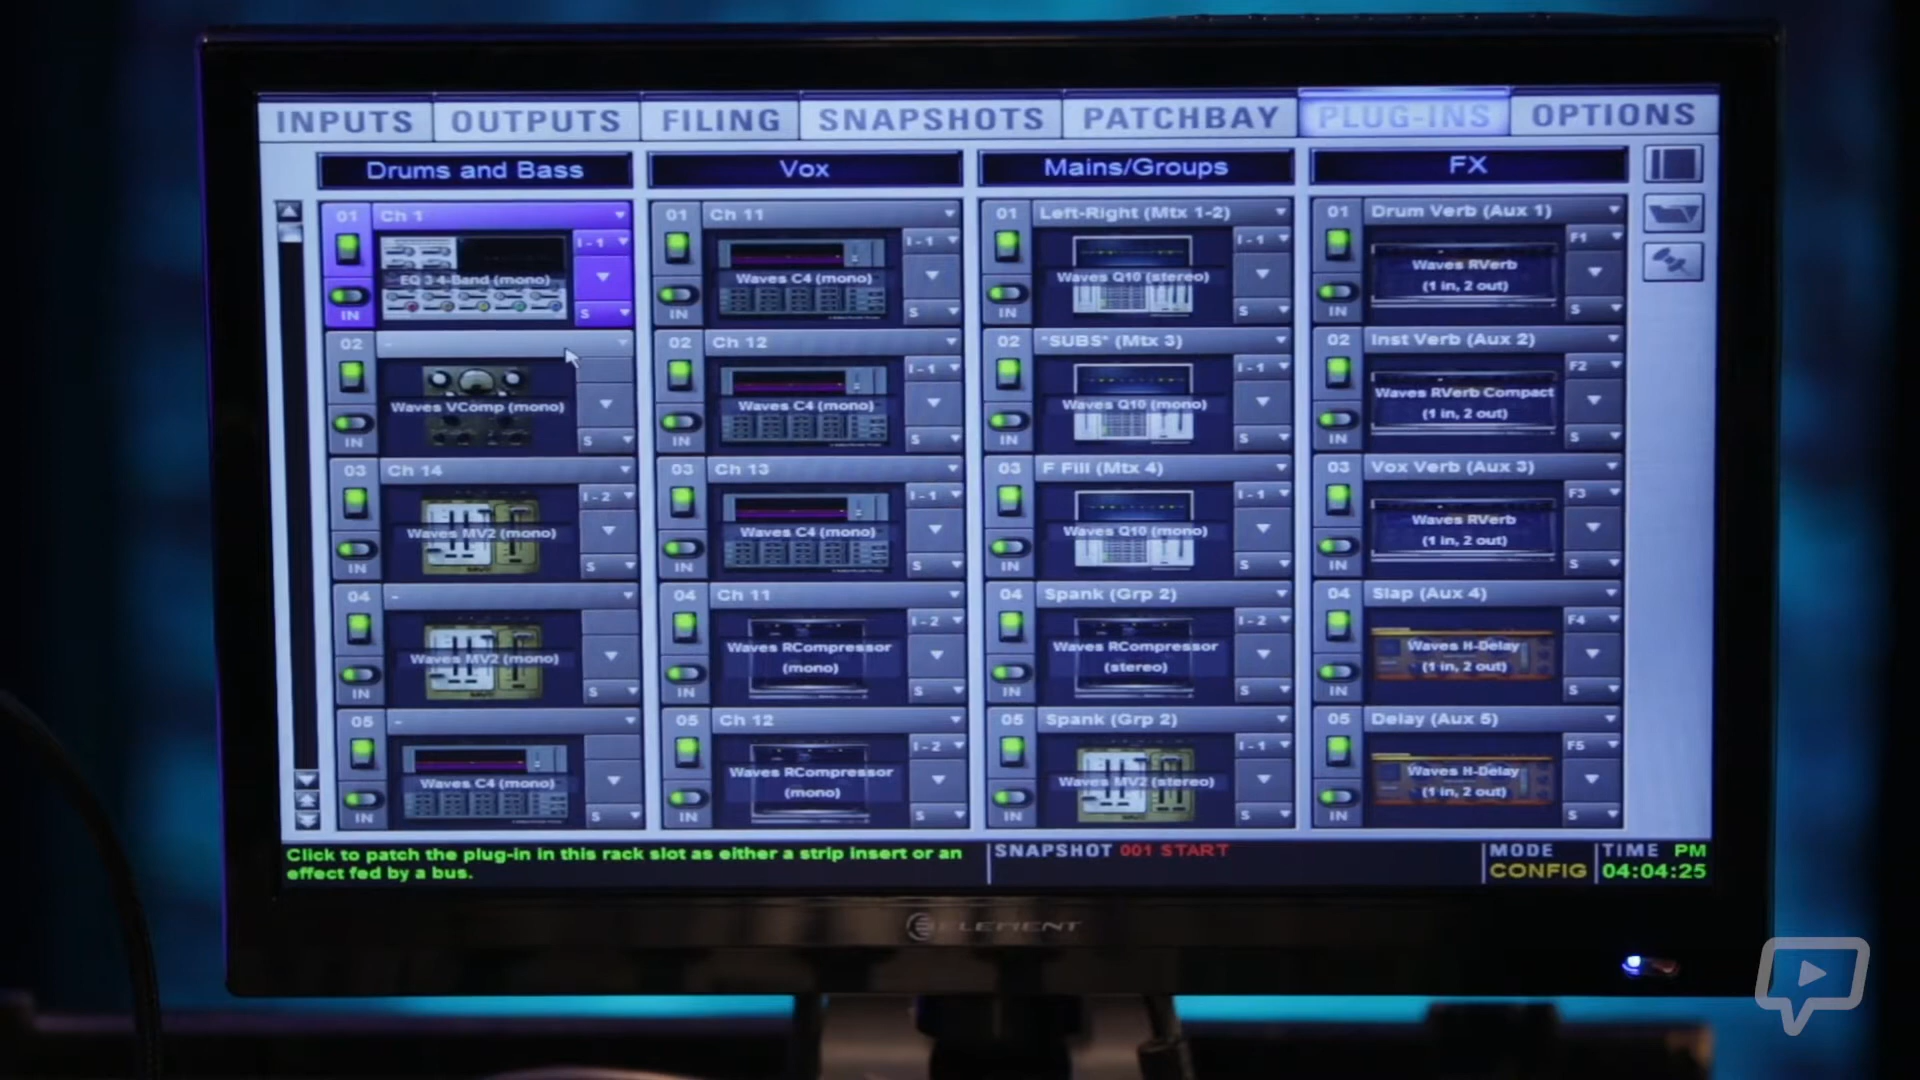 INPUTS OUTPUTS FILING SNAPSHOTS PATCHBAY PLUG-INS OPTIONS
Drums and Bass
01 Ch 1
I-1
EQ 3 4-Band (mono)
IN S
02 -
Waves VComp (mono)
IN S
03 Ch 14
I-2
Waves MV2 (mono)
IN S
04 -
Waves MV2 (mono)
IN S
05 -
Waves C4 (mono)
IN S
Vox
01 Ch 11
I-1
Waves C4 (mono)
IN S
02 Ch 12
I-1
Waves C4 (mono)
IN S
03 Ch 13
I-1
Waves C4 (mono)
IN S
04 Ch 11
I-2
Waves RCompressor
(mono)
IN S
05 Ch 12
I-2
Waves RCompressor
(mono)
IN S
Mains/Groups
01 Left-Right (Mtx 1-2)
I-1
Waves Q10 (stereo)
IN S
02 *SUBS* (Mtx 3)
I-1
Waves Q10 (mono)
IN S
03 F Fill (Mtx 4)
I-1
Waves Q10 (mono)
IN S
04 Spank (Grp 2)
I-2
Waves RCompressor
(stereo)
IN S
05 Spank (Grp 2)
I-1
Waves MV2 (stereo)
IN S
FX
01 Drum Verb (Aux 1)
F1
Waves RVerb
(1 in, 2 out)
IN S
02 Inst Verb (Aux 2)
F2
Waves RVerb Compact
(1 in, 2 out)
IN S
03 Vox Verb (Aux 3)
F3
Waves RVerb
(1 in, 2 out)
IN S
04 Slap (Aux 4)
F4
Waves H-Delay
(1 in, 2 out)
IN S
05 Delay (Aux 5)
F5
Waves H-Delay
(1 in, 2 out)
IN S
Click to patch the plug-in in this rack slot as either a strip insert or an
effect fed by a bus.
SNAPSHOT 001 START
MODE
CONFIG
TIME PM
04:04:25
ELEMENT